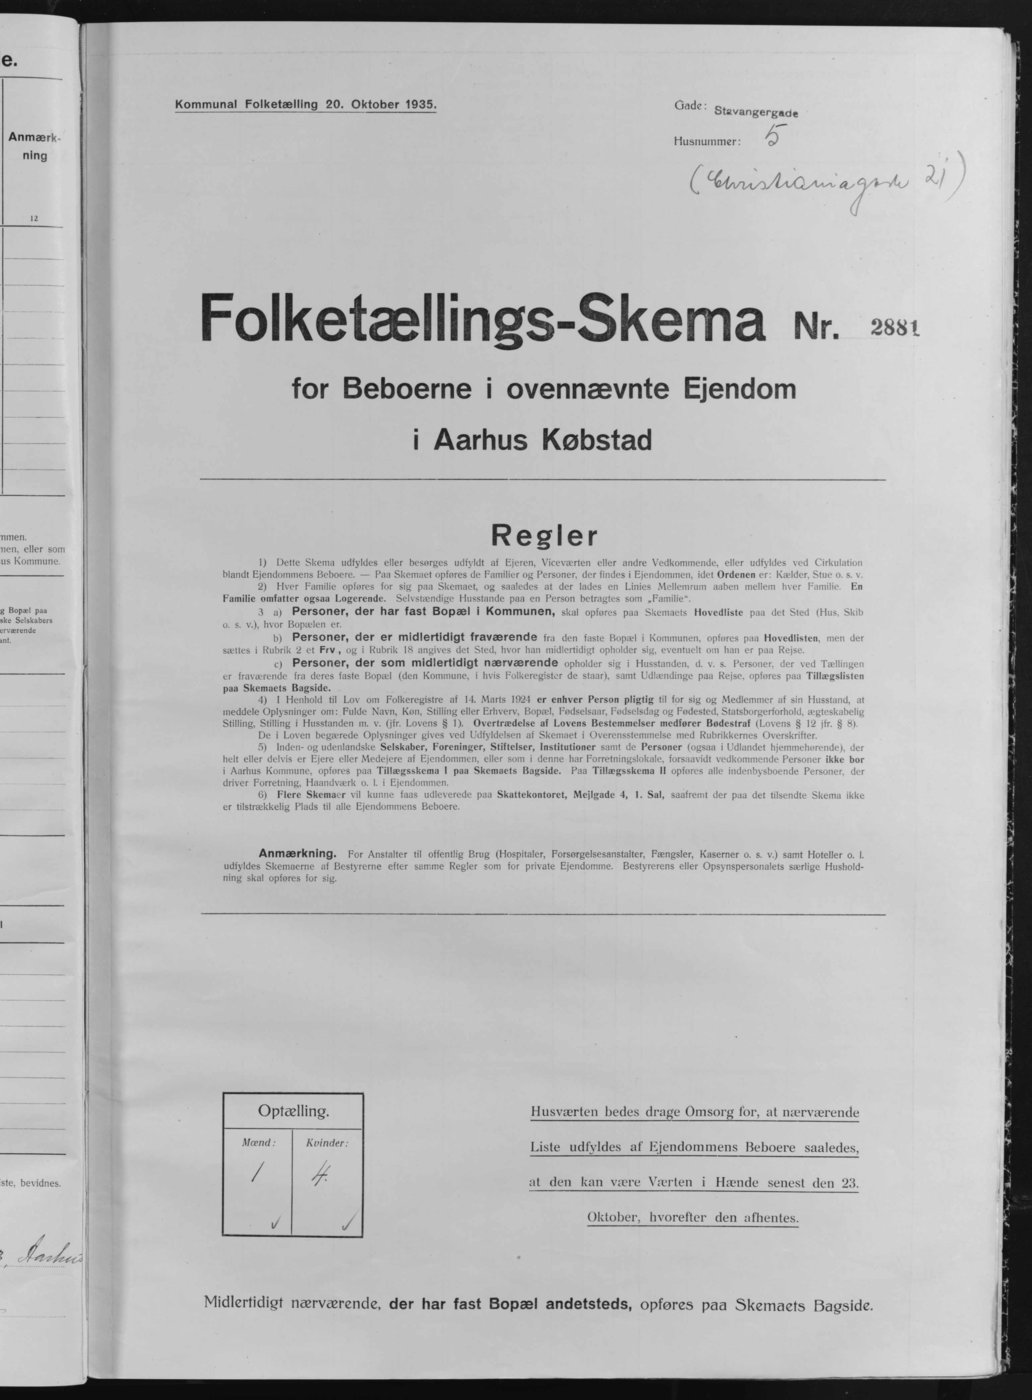 e.
Anmærk-
ning
12
mmen.
men, eller som
us Kommune.
g Bopæl paa
ske Selskabers
erværende
ant.
l
ste, bevidnes.
, Aarhus
Kommunal Folketælling 20. Oktober 1935.
Gade: Stavangergade
Husnummer: 5
(Christianiagade 21)
Folketællings-Skema Nr. 2881
for Beboerne i ovennævnte Ejendom
i Aarhus Købstad
Regler
1) Dette Skema udfyldes eller besørges udfyldt af Ejeren, Viceværten eller andre Vedkommende, eller udfyldes ved Cirkulation
blandt Ejendommens Beboere. — Paa Skemaet opføres de Familier og Personer, der findes i Ejendommen, idet Ordenen er: Kælder, Stue o. s. v.
2) Hver Familie opføres for sig paa Skemaet, og saaledes at der lades en Linies Mellemrum aaben mellem hver Familie. En
Familie omfatter ogsaa Logerende. Selvstændige Husstande paa en Person betragtes som „Familie“.
3 a) Personer, der har fast Bopæl i Kommunen, skal opføres paa Skemaets Hovedliste paa det Sted (Hus, Skib
o. s. v.), hvor Bopælen er.
b) Personer, der er midlertidigt fraværende fra den faste Bopæl i Kommunen, opføres paa Hovedlisten, men der
sættes i Rubrik 2 et Frv., og i Rubrik 18 angives det Sted, hvor han midlertidigt opholder sig, eventuelt om han er paa Rejse.
c) Personer, der som midlertidigt nærværende opholder sig i Husstanden, d. v. s. Personer, der ved Tællingen
er fraværende fra deres faste Bopæl (den Kommune, i hvis Folkeregister de staar), samt Udlændinge paa Rejse, opføres paa Tillægslisten
paa Skemaets Bagside.
4) I Henhold til Lov om Folkeregistre af 14. Marts 1924 er enhver Person pligtig til for sig og Medlemmer af sin Husstand, at
meddele Oplysninger om: Fulde Navn, Køn, Stilling eller Erhverv, Bopæl, Fødselsaar, Fødselsdag og Fødested, Statsborgerforhold, ægteskabelig
Stilling, Stilling i Husstanden m. v. (jfr. Lovens § 1). Overtrædelse af Lovens Bestemmelser medfører Bødestraf (Lovens § 12 jfr. § 8).
De i Loven begærede Oplysninger gives ved Udfyldelsen af Skemaet i Overensstemmelse med Rubrikkernes Overskrifter.
5) Inden- og udenlandske Selskaber, Foreninger, Stiftelser, Institutioner samt de Personer (ogsaa i Udlandet hjemmehørende), der
helt eller delvis er Ejere eller Medejere af Ejendommen, eller som i denne har Forretningslokale, forsaavidt vedkommende Personer ikke bor
i Aarhus Kommune, opføres paa Tillægsskema I paa Skemaets Bagside. Paa Tillægsskema II opføres alle indenbysboende Personer, der
driver Forretning, Haandværk o. l. i Ejendommen.
6) Flere Skemaer vil kunne faas udleverede paa Skattekontoret, Mejlgade 4, 1. Sal, saafremt der paa det tilsendte Skema ikke
er tilstrækkelig Plads til alle Ejendommens Beboere.
Anmærkning. For Anstalter til offentlig Brug (Hospitaler, Forsørgelsesanstalter, Fængsler, Kaserner o. s. v.) samt Hoteller o. l.
udfyldes Skemaerne af Bestyrerne efter samme Regler som for private Ejendomme. Bestyrerens eller Opsynspersonalets særlige Hushold-
ning skal opføres for sig.
Optælling.
Mænd: Kvinder:
1 4
✓ ✓
Husværten bedes drage Omsorg for, at nærværende
Liste udfyldes af Ejendommens Beboere saaledes,
at den kan være Værten i Hænde senest den 23.
Oktober, hvorefter den afhentes.
Midlertidigt nærværende, der har fast Bopæl andetsteds, opføres paa Skemaets Bagside.